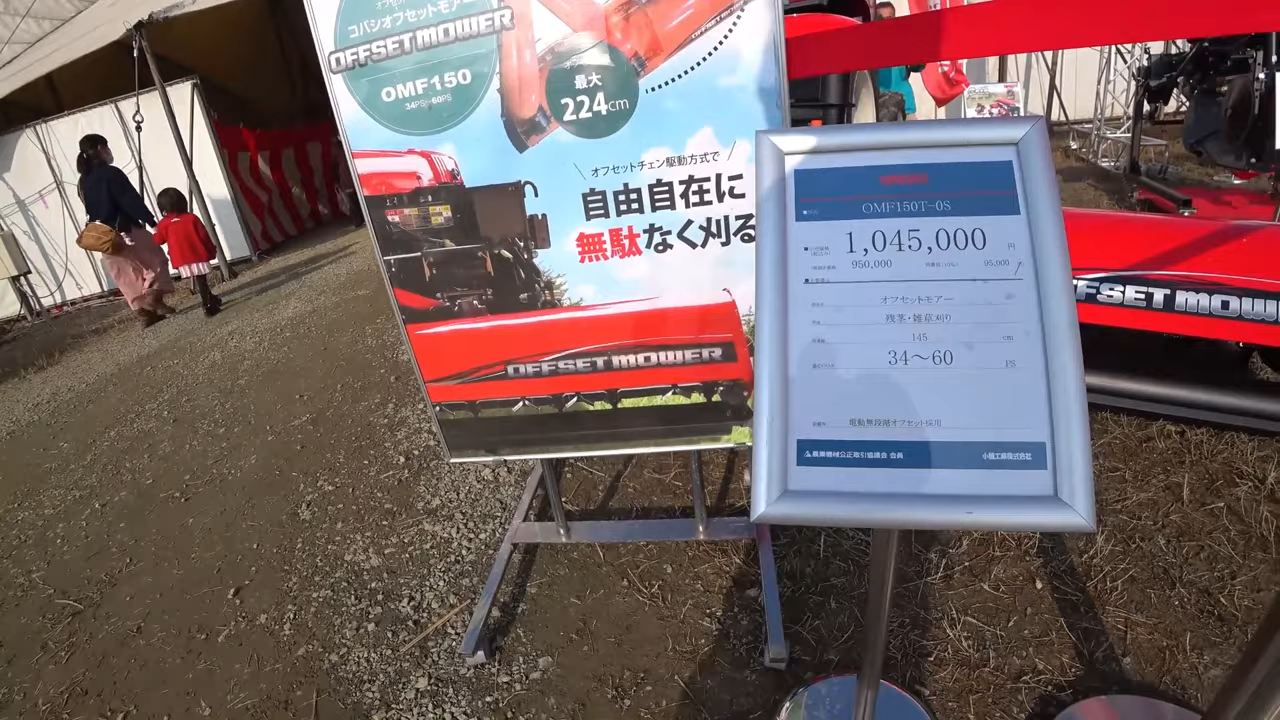 コバシオフセットモアー
OFFSET MOWER
OMF150
34PS～60PS
最大
224cm
オフセットチェン駆動方式で
自由自在に
無駄なく刈る
OFFSET MOWER
OMF150T-0S
1,045,000 円
950,000 95,000
オフセットモアー
残茎・雑草刈り
145 cm
34～60 PS
電動無段階オフセット採用
農業機械公正取引協議会 会員
小橋工業株式会社
FFSET MOW